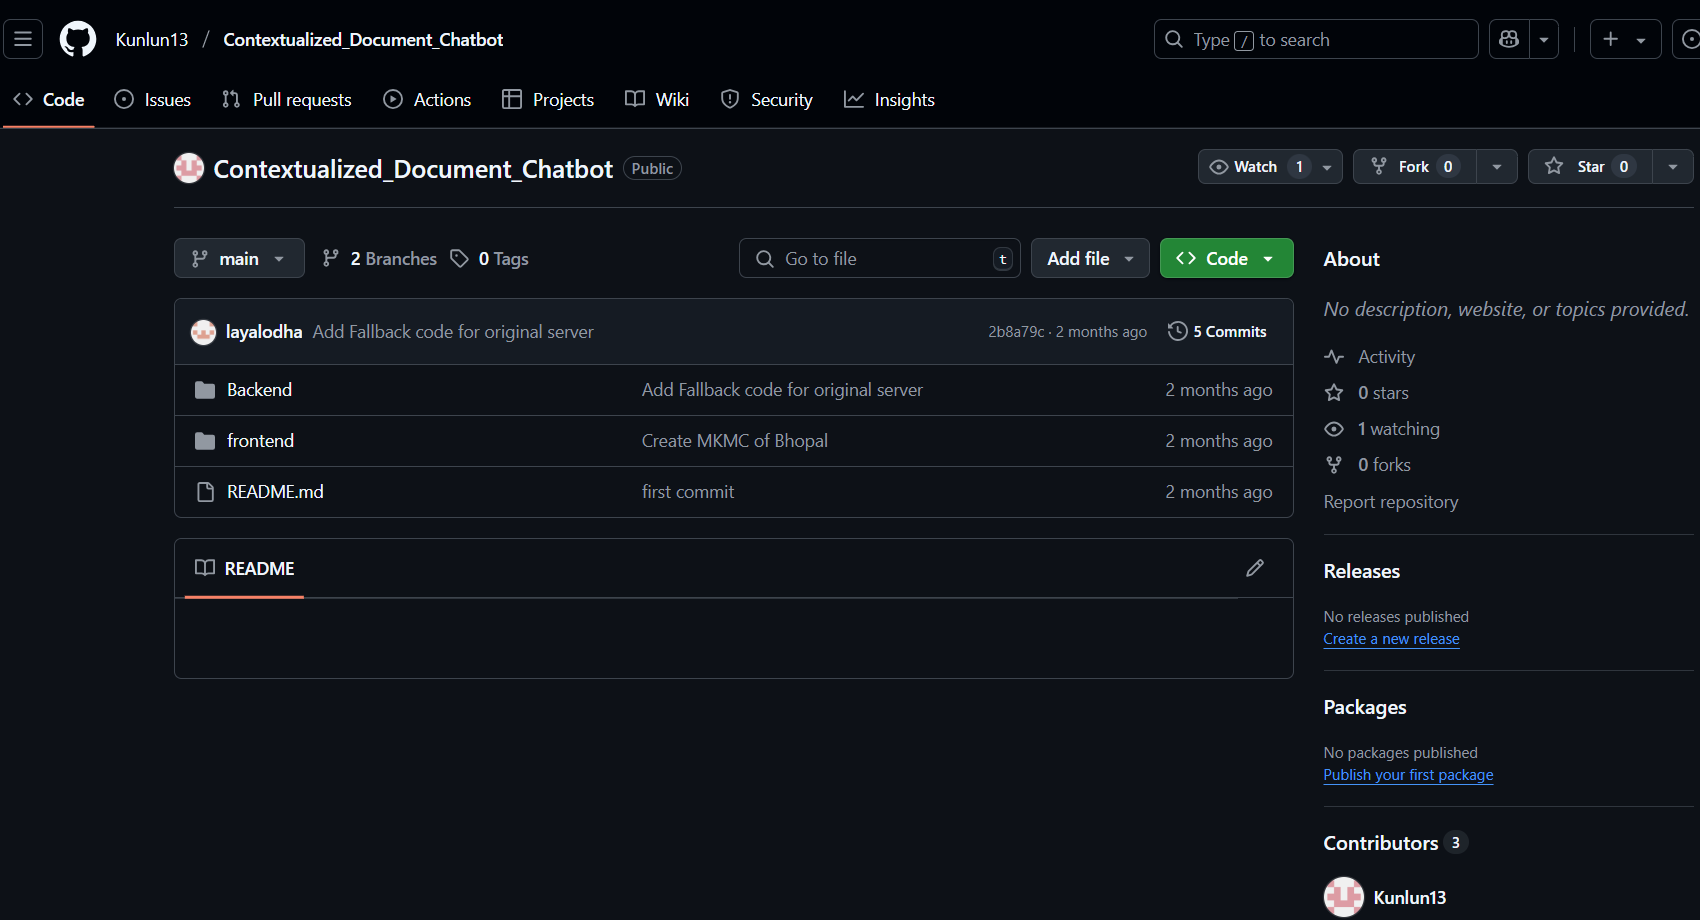 Kunlun13 / Contextualized_Document_Chatbot
Type / to search
Code Issues Pull requests Actions Projects Wiki Security Insights
Contextualized_Document_Chatbot Public
Watch 1 Fork 0 Star 0
main 2 Branches 0 Tags
Go to file t
Add file
Code
layalodha Add Fallback code for original server 2b8a79c · 2 months ago 5 Commits
Backend Add Fallback code for original server 2 months ago
frontend Create MKMC of Bhopal 2 months ago
README.md first commit 2 months ago
README
About
No description, website, or topics provided.
Activity
0 stars
1 watching
0 forks
Report repository
Releases
No releases published
Create a new release
Packages
No packages published
Publish your first package
Contributors 3
Kunlun13